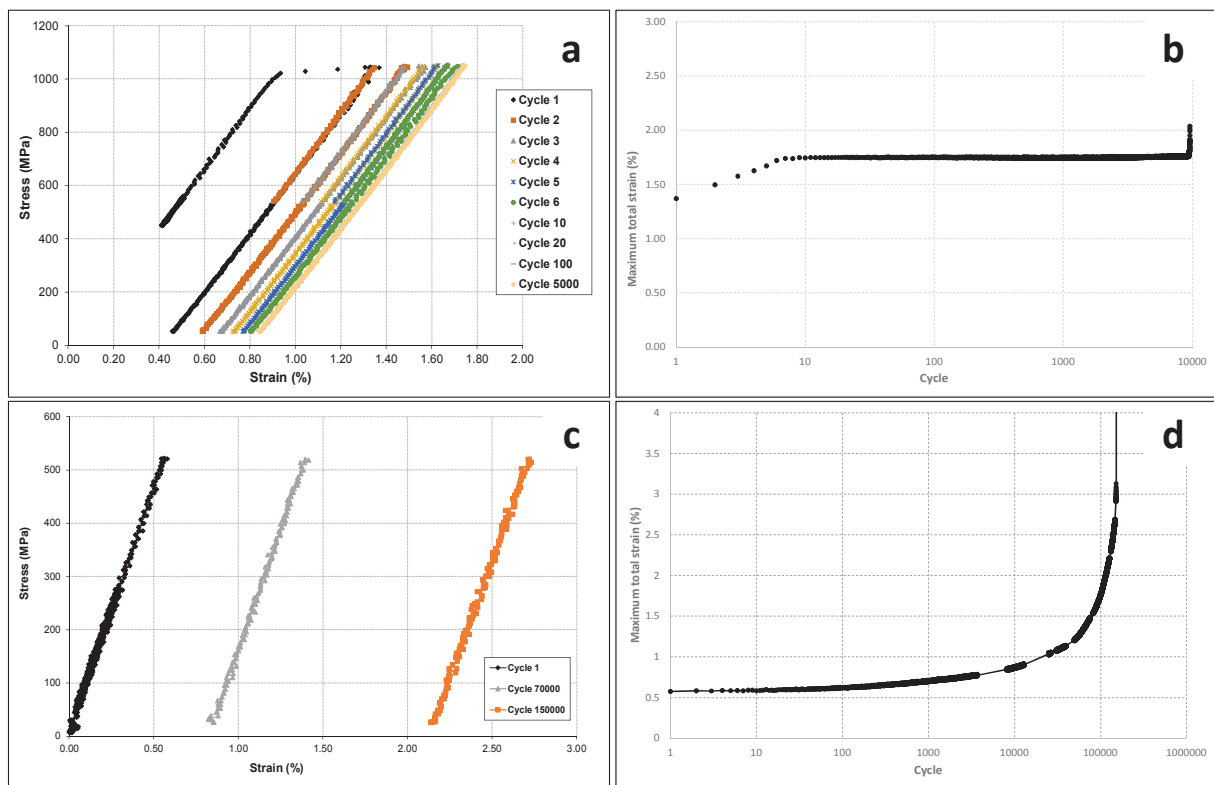 a
1200
1000
800
600
400
200
0
Stress (MPa)
0.00 0.20 0.40 0.60 0.80 1.00 1.20 1.40 1.60 1.80 2.00
Strain (%)
Cycle 1
Cycle 2
Cycle 3
Cycle 4
Cycle 5
Cycle 6
Cycle 10
Cycle 20
Cycle 100
Cycle 5000
b
3.00
2.50
2.00
1.50
1.00
0.50
0.00
Maximum total strain (%)
1 10 100 1000 10000
Cycle
c
600
500
400
300
200
100
0
Stress (MPa)
0.00 0.50 1.00 1.50 2.00 2.50 3.00
Strain (%)
Cycle 1
Cycle 70000
Cycle 150000
d
4
3.5
3
2.5
2
1.5
1
0.5
0
Maximum total strain (%)
1 10 100 1000 10000 100000 1000000
Cycle